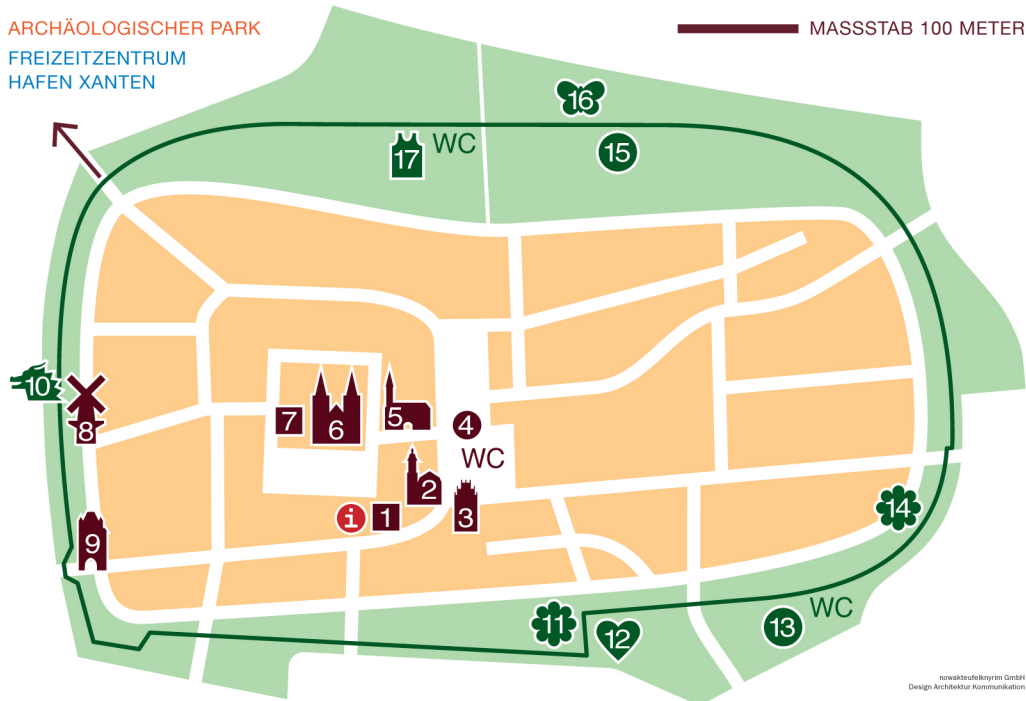 ARCHÄOLOGISCHER PARK
FREIZEITZENTRUM
HAFEN XANTEN
MASSSTAB 100 METER
16
17
WC
15
10
8
7
6
5
4
WC
2
3
i
1
9
14
11
12
13
WC
nowakteufelknyrim GmbH
Design Architektur Kommunikation